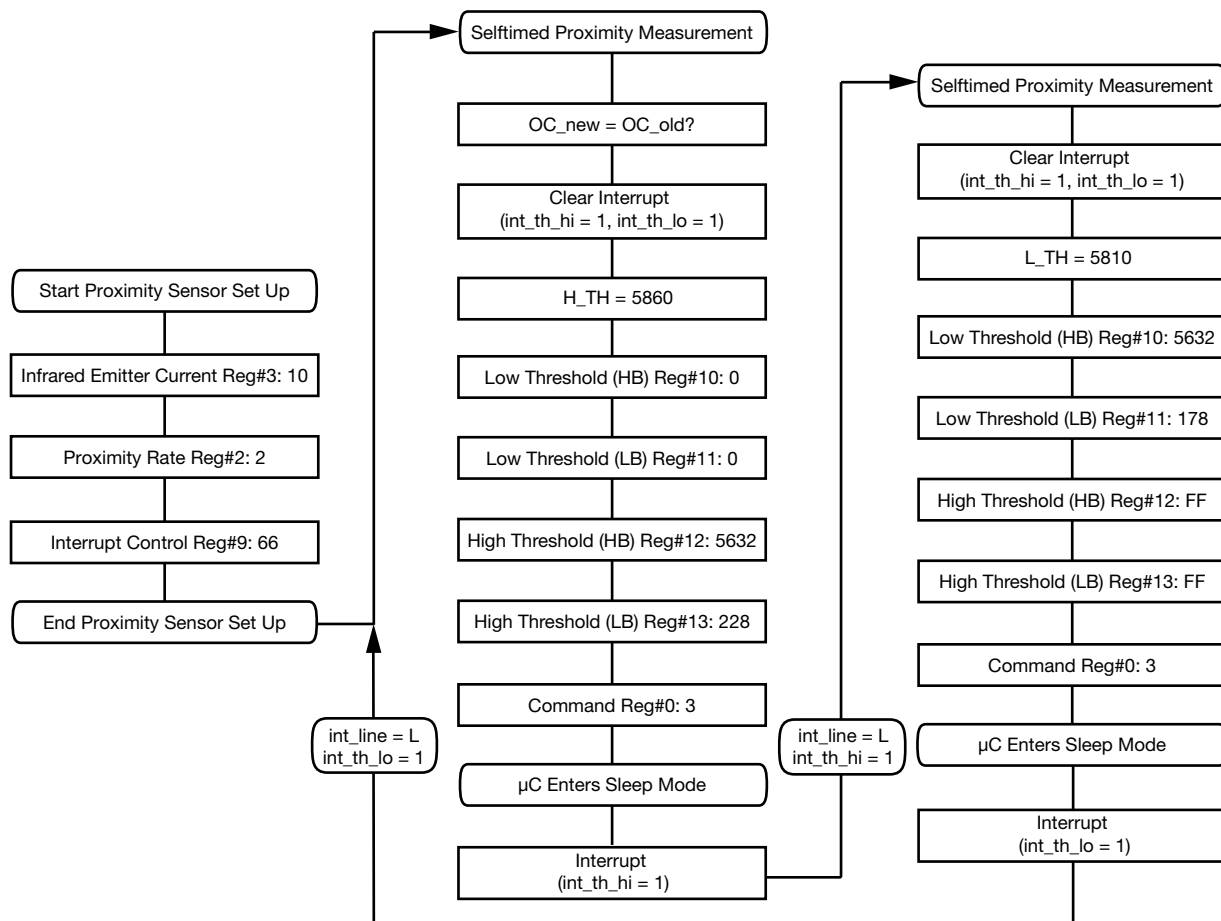 Start Proximity Sensor Set Up
Infrared Emitter Current Reg#3: 10
Proximity Rate Reg#2: 2
Interrupt Control Reg#9: 66
End Proximity Sensor Set Up
int_line = L
int_th_lo = 1
Selftimed Proximity Measurement
OC_new = OC_old?
Clear Interrupt
(int_th_hi = 1, int_th_lo = 1)
H_TH = 5860
Low Threshold (HB) Reg#10: 0
Low Threshold (LB) Reg#11: 0
High Threshold (HB) Reg#12: 5632
High Threshold (LB) Reg#13: 228
Command Reg#0: 3
µC Enters Sleep Mode
Interrupt
(int_th_hi = 1)
int_line = L
int_th_hi = 1
Selftimed Proximity Measurement
Clear Interrupt
(int_th_hi = 1, int_th_lo = 1)
L_TH = 5810
Low Threshold (HB) Reg#10: 5632
Low Threshold (LB) Reg#11: 178
High Threshold (HB) Reg#12: FF
High Threshold (LB) Reg#13: FF
Command Reg#0: 3
µC Enters Sleep Mode
Interrupt
(int_th_lo = 1)